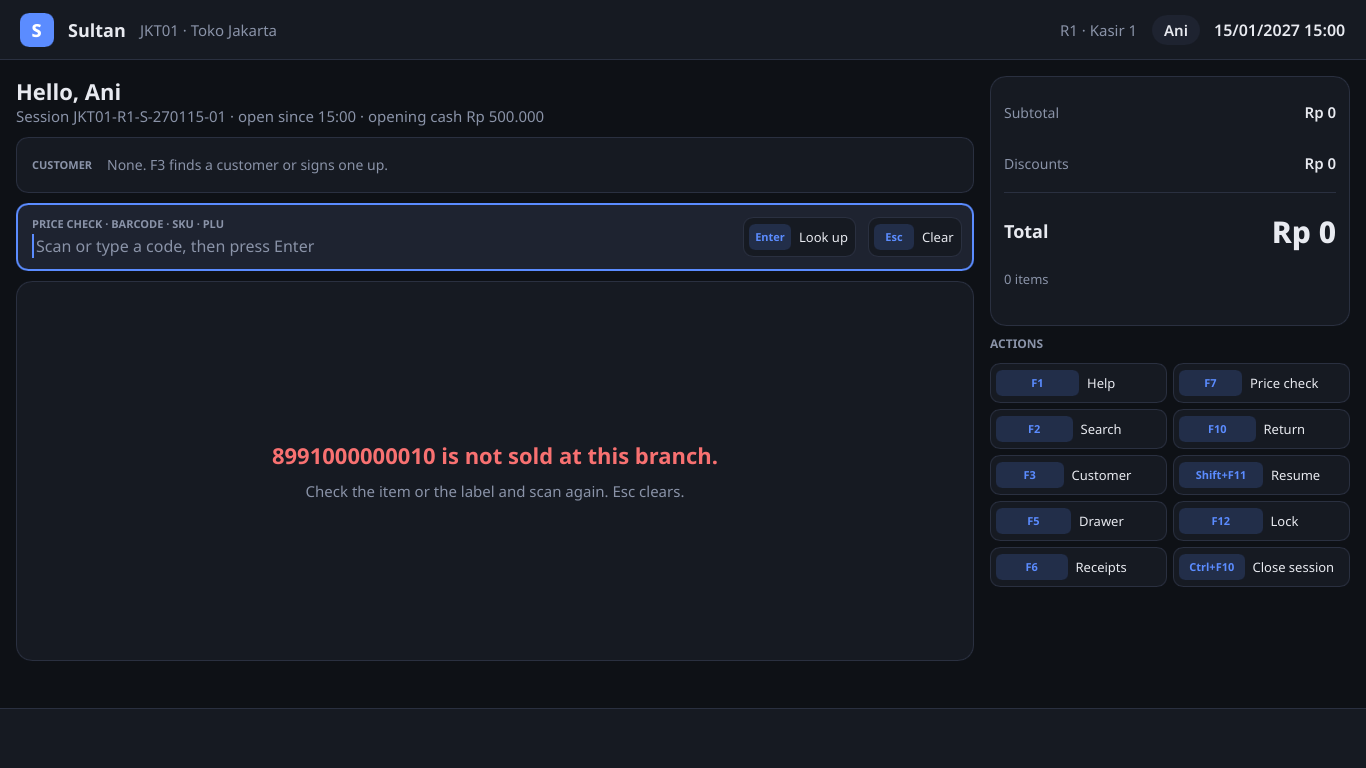 S Sultan JKT01 · Toko Jakarta
R1 · Kasir 1 Ani 15/01/2027 15:00
Hello, Ani
Session JKT01-R1-S-270115-01 · open since 15:00 · opening cash Rp 500.000
CUSTOMER None. F3 finds a customer or signs one up.
PRICE CHECK · BARCODE · SKU · PLU
Scan or type a code, then press Enter
Enter Look up
Esc Clear
8991000000010 is not sold at this branch.
Check the item or the label and scan again. Esc clears.
Subtotal Rp 0
Discounts Rp 0
Total Rp 0
0 items
ACTIONS
F1 Help
F7 Price check
F2 Search
F10 Return
F3 Customer
Shift+F11 Resume
F5 Drawer
F12 Lock
F6 Receipts
Ctrl+F10 Close session